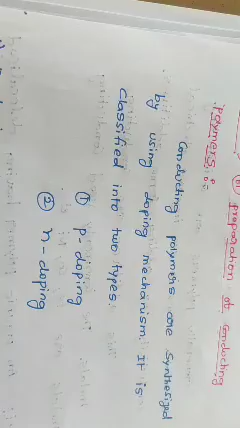 preparation of conducting
Polymers :-
Conducting polymers are synthesized
by using doping mechanism. It is
classified into two types
① p-doping
② n-doping